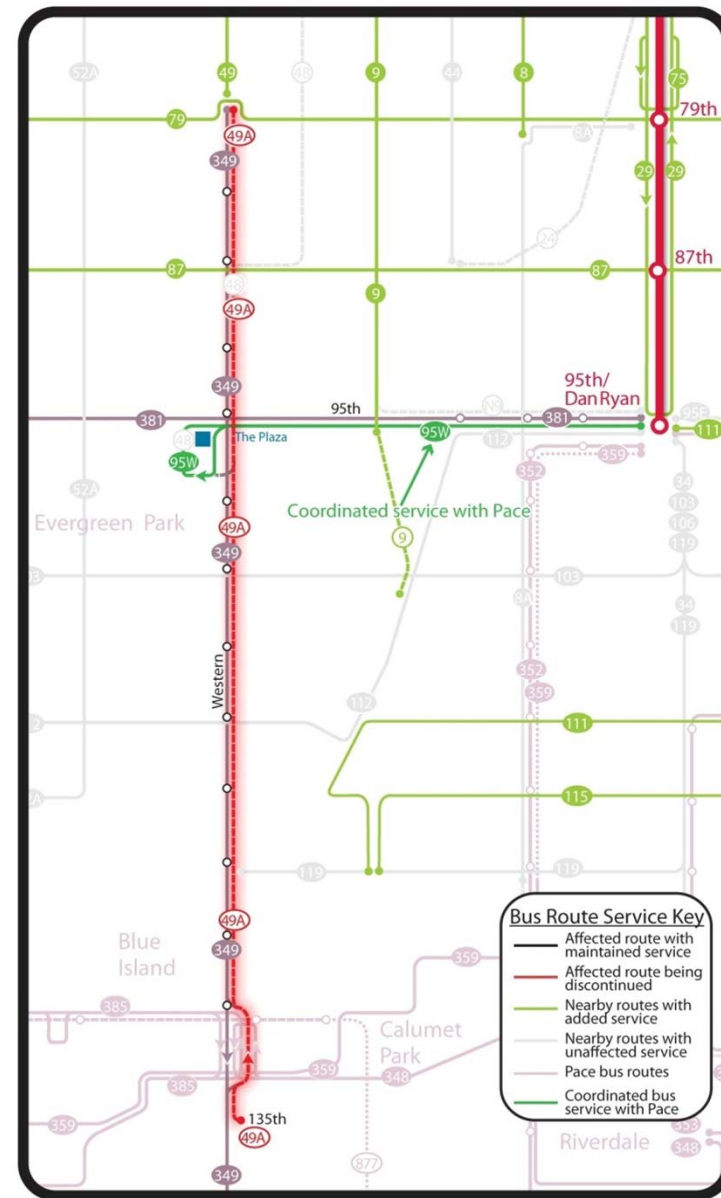 52A
49
48
9
44
8
75
79th
79
49A
8A
349
29
29
24
87th
87
87
9
48
49A
349
95th/
Dan Ryan
95th
N9
381
381
95E
95W
111
48
The Plaza
112
95W
359
352
34
52A
103
106
119
Coordinated service with Pace
Evergreen Park
49A
349
9
103
103
8A
34
119
352
359
Western
112
111
115
119
119
49A
349
Blue
Island
359
385
Calumet
Park
359
385
348
359
135th
49A
349
877
Bus Route Service Key
Affected route with
maintained service
Affected route being
discontinued
Nearby routes with
added service
Nearby routes with
unaffected service
Pace bus routes
Coordinated bus
service with Pace
353
348
Riverdale